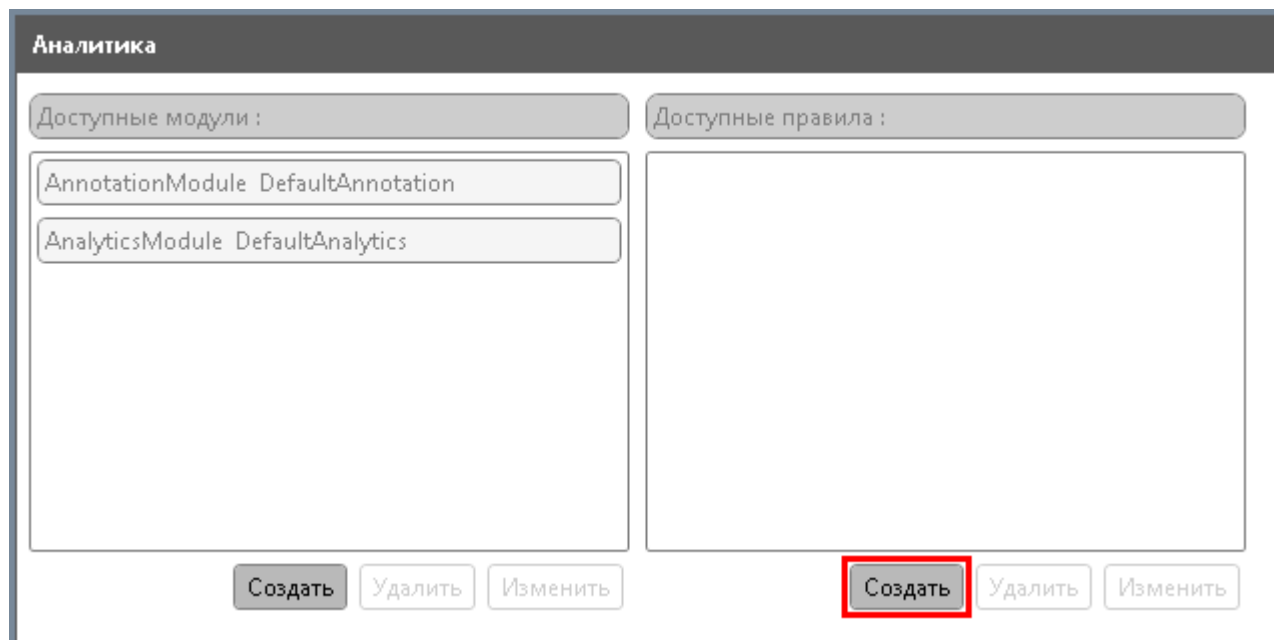 Аналитика
Доступные модули :
Доступные правила :
AnnotationModule DefaultAnnotation
AnalyticsModule DefaultAnalytics
Создать Удалить Изменить
Создать Удалить Изменить